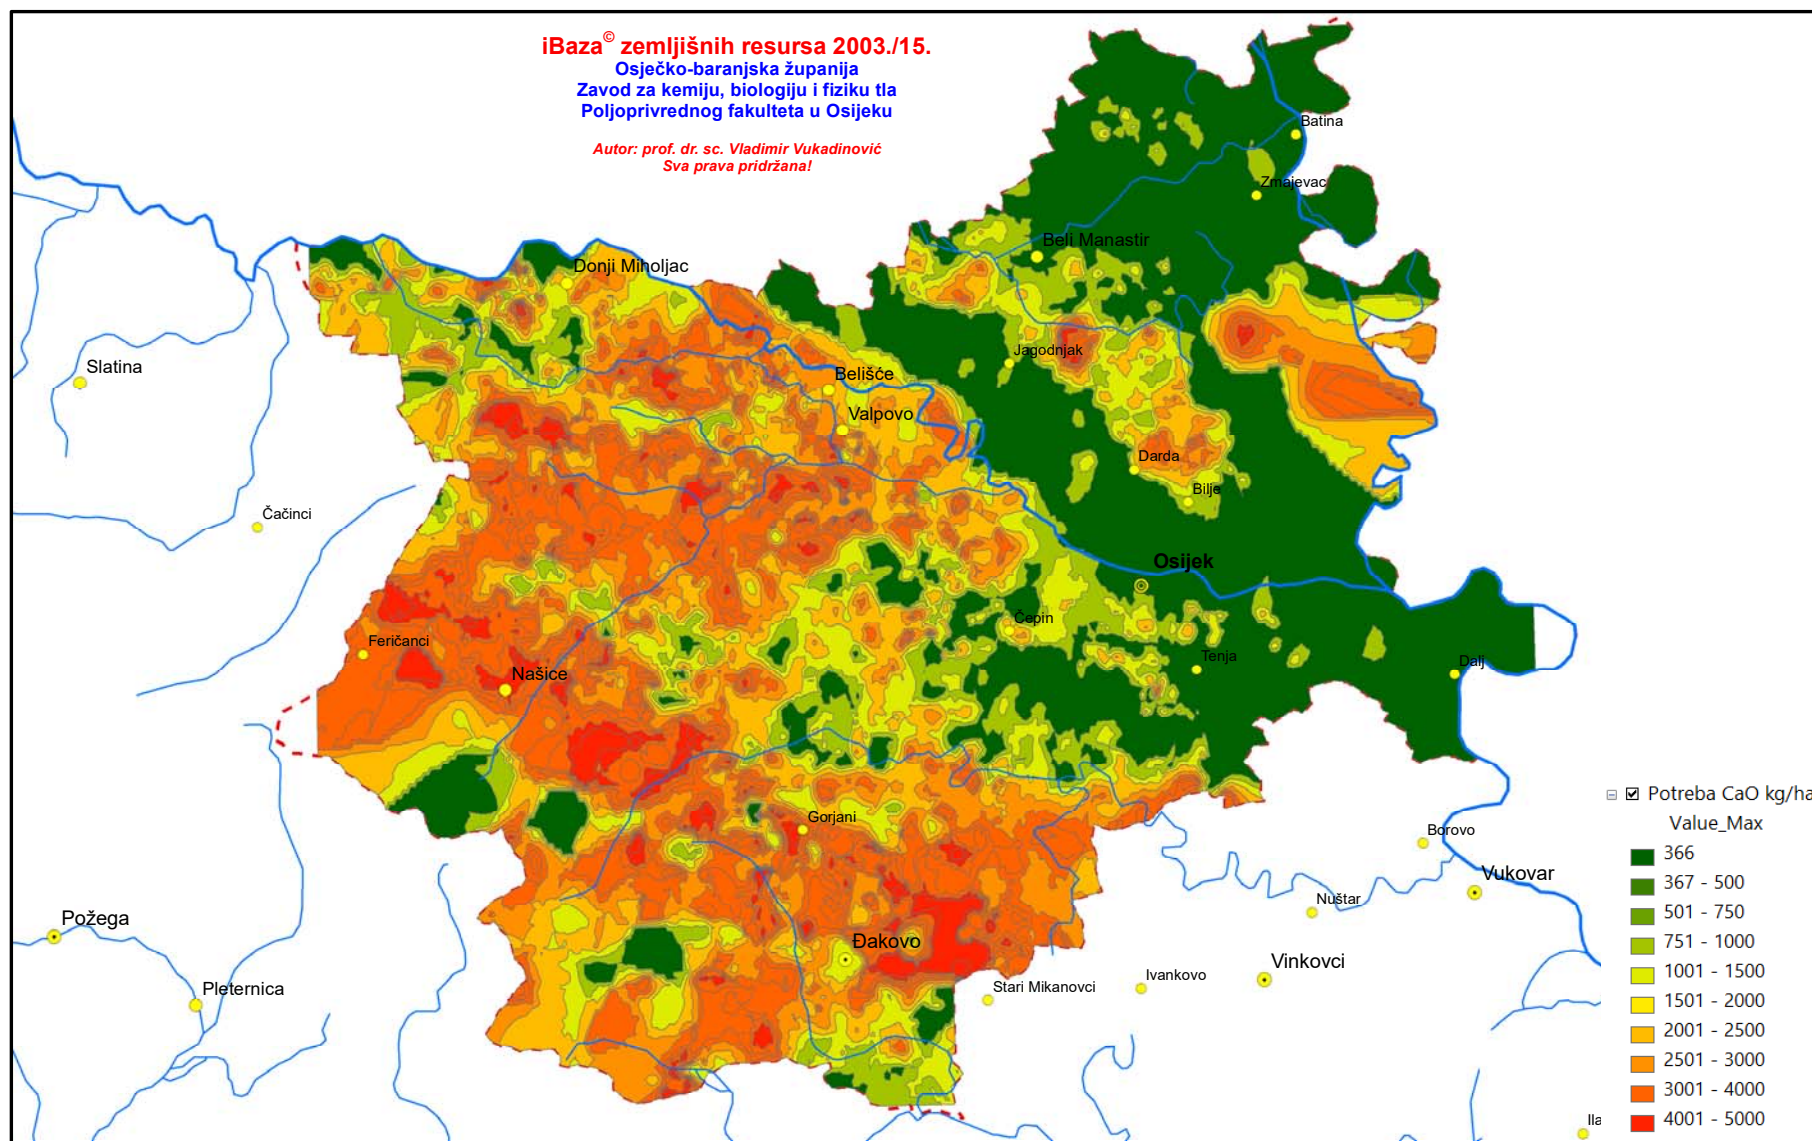 iBaza© zemljišnih resursa 2003./15.
Osječko-baranjska županija
Zavod za kemiju, biologiju i fiziku tla
Poljoprivrednog fakulteta u Osijeku
Autor: prof. dr. sc. Vladimir Vukadinović
Sva prava pridržana!
Batina
Zmajevac
Beli Manastir
Donji Miholjac
Jagodnjak
Slatina
Belišće
Valpovo
Darda
Bilje
Čačinci
Osijek
Čepin
Feričanci
Tenja
Dalj
Našice
Gorjani
Borovo
Vukovar
Nuštar
Požega
Đakovo
Vinkovci
Ivankovo
Stari Mikanovci
Pleternica
Ila
Potreba CaO kg/ha
Value_Max
366
367 - 500
501 - 750
751 - 1000
1001 - 1500
1501 - 2000
2001 - 2500
2501 - 3000
3001 - 4000
4001 - 5000